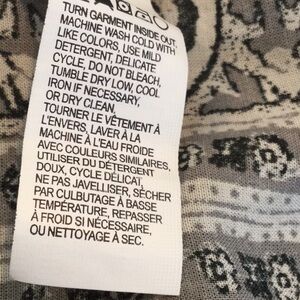 TURN GARMENT INSIDE OUT,
MACHINE WASH COLD WITH
LIKE COLORS, USE MILD
DETERGENT, DELICATE
CYCLE, DO NOT BLEACH,
TUMBLE DRY LOW, COOL
IRON IF NECESSARY,
OR DRY CLEAN.
TOURNER LE VÊTEMENT À
L'ENVERS, LAVER À LA
MACHINE À L'EAU FROIDE
AVEC COULEURS SIMILAIRES,
UTILISER DU DÉTERGENT
DOUX, CYCLE DÉLICAT,
NE PAS JAVELLISER, SÉCHER
PAR CULBUTAGE À BASSE
TEMPÉRATURE, REPASSER
À FROID SI NÉCESSAIRE,
OU NETTOYAGE À SEC.